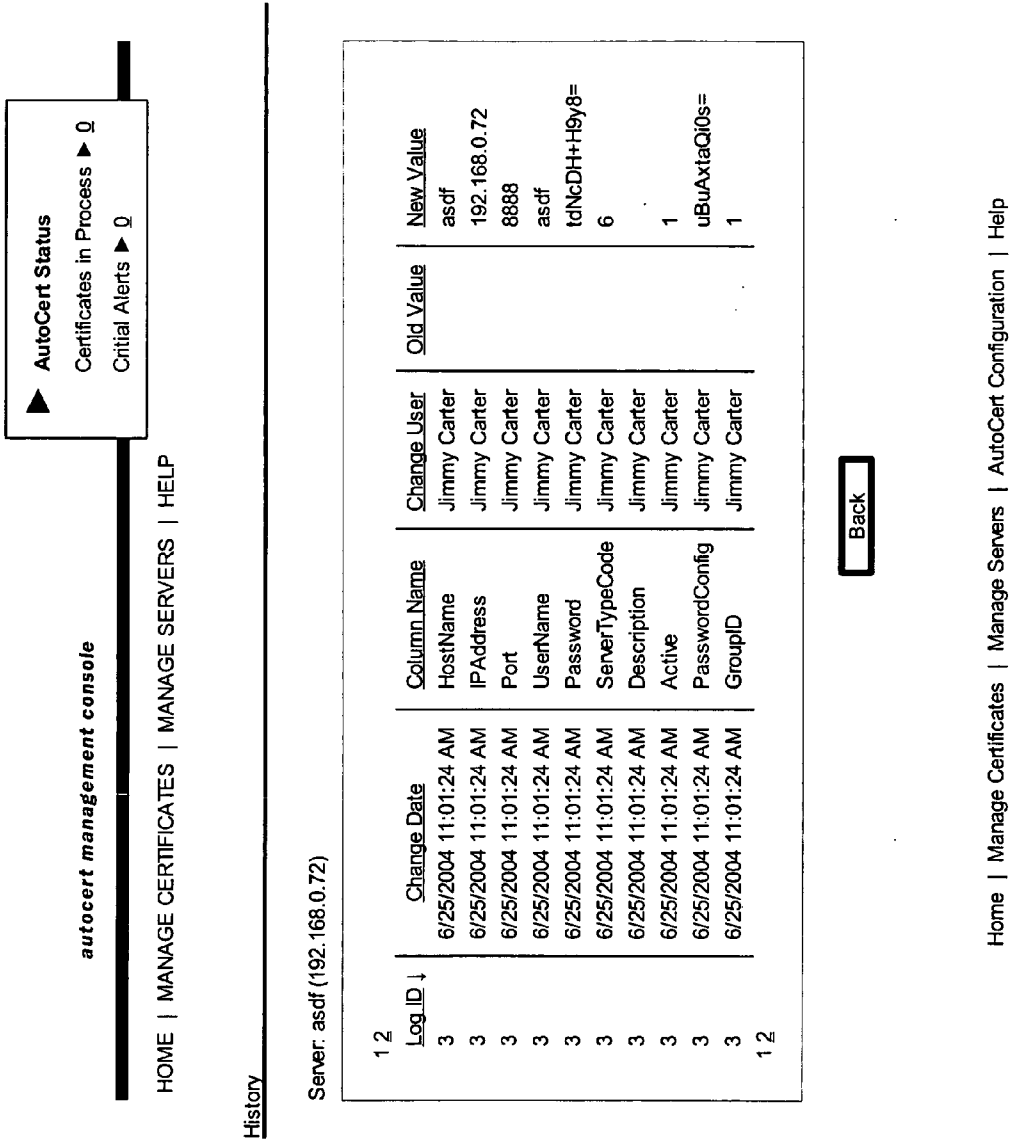 ▶ AutoCert Status
Certificates in Process ▶ 0
Critial Alerts ▶ 0
autocert management console
HOME | MANAGE CERTIFICATES | MANAGE SERVERS | HELP
History
Server: asdf (192.168.0.72)
1 2
Log ID ↓ Change Date Column Name Change User Old Value New Value
3 6/25/2004 11:01:24 AM HostName Jimmy Carter asdf
3 6/25/2004 11:01:24 AM IPAddress Jimmy Carter 192.168.0.72
3 6/25/2004 11:01:24 AM Port Jimmy Carter 8888
3 6/25/2004 11:01:24 AM UserName Jimmy Carter asdf
3 6/25/2004 11:01:24 AM Password Jimmy Carter tdNcDH+H9y8=
3 6/25/2004 11:01:24 AM ServerTypeCode Jimmy Carter 6
3 6/25/2004 11:01:24 AM Description Jimmy Carter
3 6/25/2004 11:01:24 AM Active Jimmy Carter 1
3 6/25/2004 11:01:24 AM PasswordConfig Jimmy Carter uBuAxtaQi0s=
3 6/25/2004 11:01:24 AM GroupID Jimmy Carter 1
1 2
Back
Home | Manage Certificates | Manage Servers | AutoCert Configuration | Help